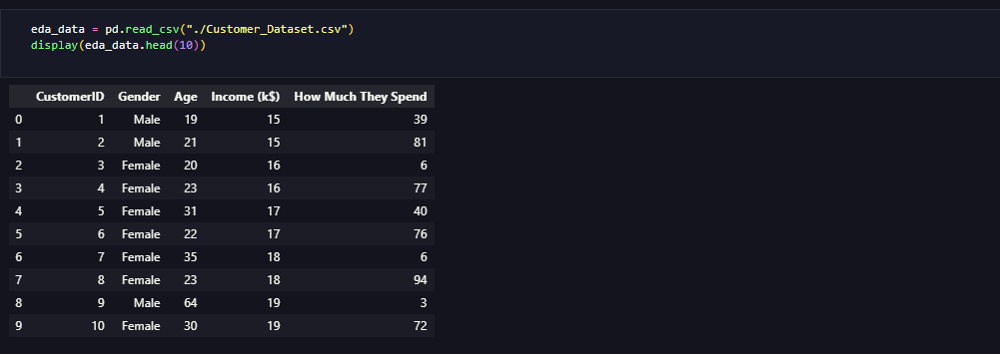 eda_data = pd.read_csv("./Customer_Dataset.csv")
display(eda_data.head(10))
CustomerID Gender Age Income (k$) How Much They Spend
0 1 Male 19 15 39
1 2 Male 21 15 81
2 3 Female 20 16 6
3 4 Female 23 16 77
4 5 Female 31 17 40
5 6 Female 22 17 76
6 7 Female 35 18 6
7 8 Female 23 18 94
8 9 Male 64 19 3
9 10 Female 30 19 72